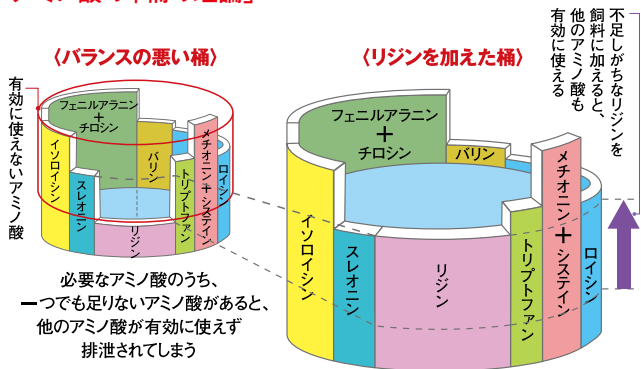 アミノ酸の「桶の理論」
〈バランスの悪い桶〉
有効に使えないアミノ酸
フェニルアラニン
＋
チロシン
イソロイシン
スレオニン
リジン
バリン
トリプトファン
メチオニン＋システイン
ロイシン
必要なアミノ酸のうち、
一つでも足りないアミノ酸があると、
他のアミノ酸が有効に使えず
排泄されてしまう
〈リジンを加えた桶〉
フェニルアラニン
＋
チロシン
バリン
イソロイシン
スレオニン
リジン
トリプトファン
メチオニン＋システイン
ロイシン
不足しがちなリジンを
飼料に加えると、
他のアミノ酸も
有効に使える